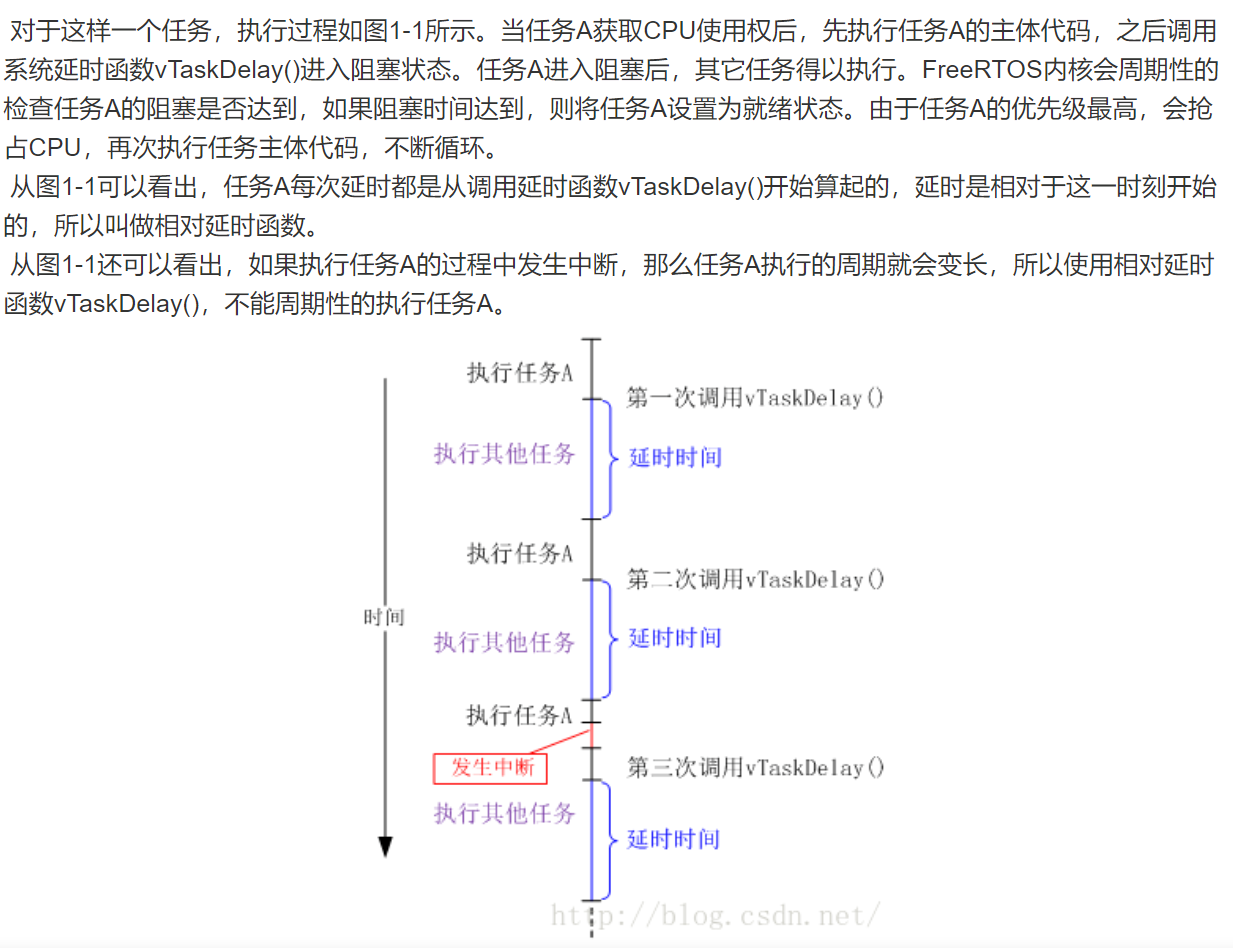 对于这样一个任务，执行过程如图1-1所示。当任务A获取CPU使用权后，先执行任务A的主体代码，之后调用
系统延时函数vTaskDelay()进入阻塞状态。任务A进入阻塞后，其它任务得以执行。FreeRTOS内核会周期性的
检查任务A的阻塞是否达到，如果阻塞时间达到，则将任务A设置为就绪状态。由于任务A的优先级最高，会抢
占CPU，再次执行任务主体代码，不断循环。
从图1-1可以看出，任务A每次延时都是从调用延时函数vTaskDelay()开始算起的，延时是相对于这一时刻开始
的，所以叫做相对延时函数。
从图1-1还可以看出，如果执行任务A的过程中发生中断，那么任务A执行的周期就会变长，所以使用相对延时
函数vTaskDelay()，不能周期性的执行任务A。
执行任务A
第一次调用vTaskDelay()
执行其他任务
延时时间
执行任务A
第二次调用vTaskDelay()
时间
执行其他任务
延时时间
执行任务A
发生中断
第三次调用vTaskDelay()
执行其他任务
延时时间
http://blog.csdn.net/